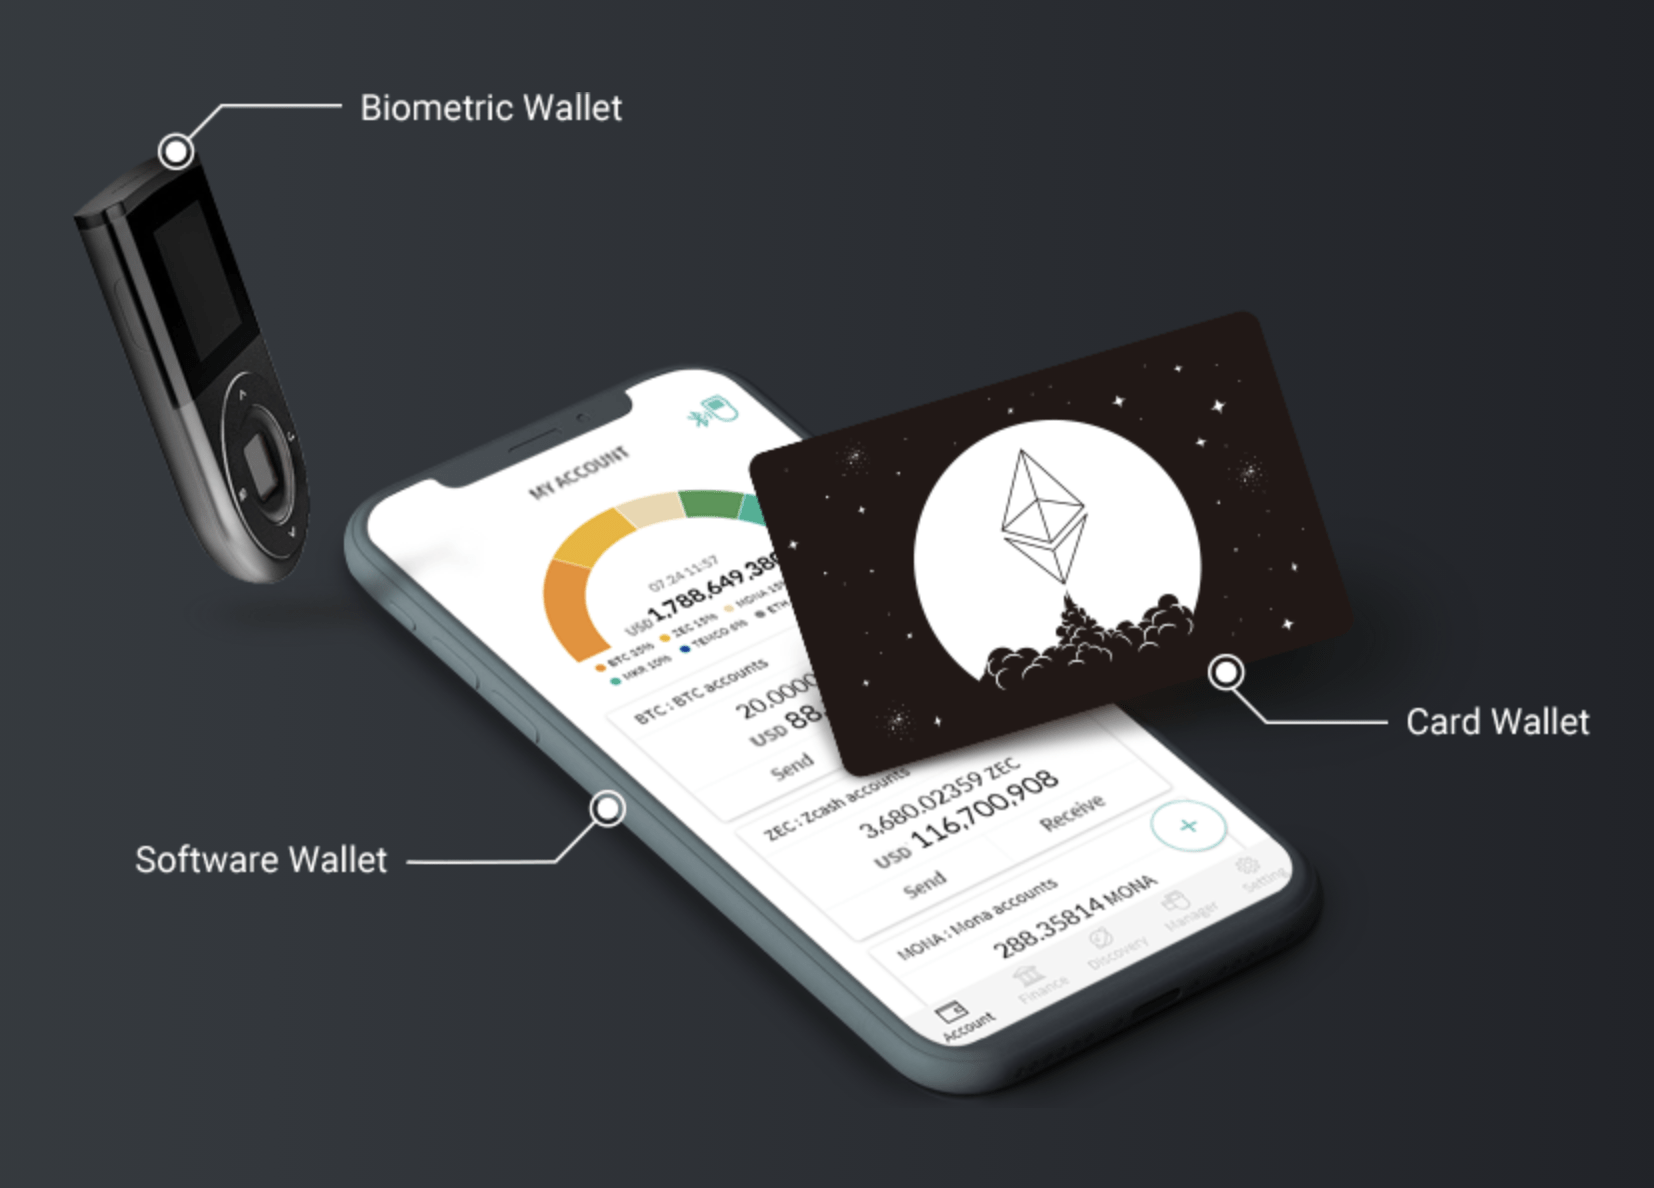 Biometric Wallet
MY ACCOUNT
07.24 11:57
USD 1,788,649,38
BTC 35% ZEC 15% MONA 15%
HKR 10% TEMCO 6% ETH
BTC : BTC accounts
20.0000
USD 88.
Send
ZEC : Zcash accounts
3,680.02359 ZEC
USD 116,700,908
Send Receive
+
MONA : Mona accounts
288.35814 MONA
Account Finance Discovery Manager Setting
Card Wallet
Software Wallet